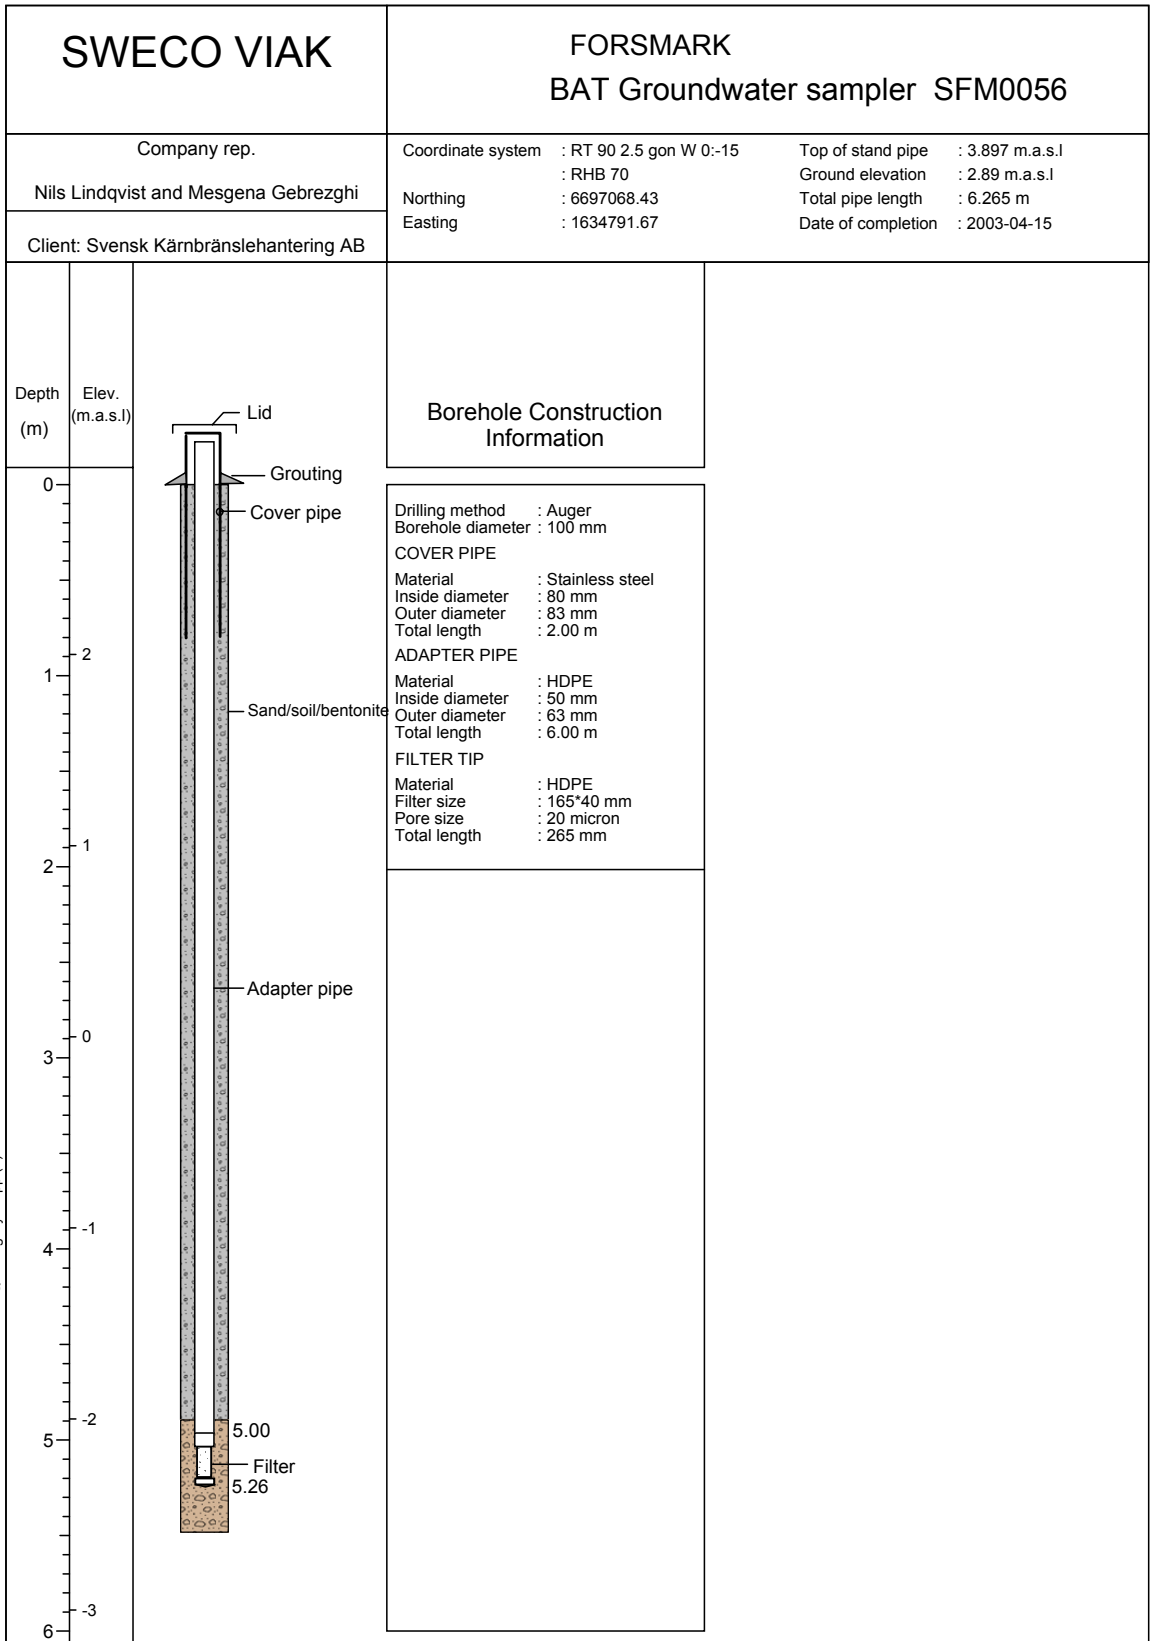 SWECO VIAK
FORSMARK
BAT Groundwater sampler SFM0056
Company rep.
Nils Lindqvist and Mesgena Gebrezghi
Client: Svensk Kärnbränslehantering AB
Coordinate system : RT 90 2.5 gon W 0:-15
: RHB 70
Northing : 6697068.43
Easting : 1634791.67
Top of stand pipe : 3.897 m.a.s.l
Ground elevation : 2.89 m.a.s.l
Total pipe length : 6.265 m
Date of completion : 2003-04-15
Depth
(m)
Elev.
(m.a.s.l)
Borehole Construction
Information
Lid
Grouting
Cover pipe
Sand/soil/bentonite
Adapter pipe
5.00
Filter
5.26
0
1
2
3
4
5
6
2
1
0
-1
-2
-3
Drilling method : Auger
Borehole diameter : 100 mm
COVER PIPE
Material : Stainless steel
Inside diameter : 80 mm
Outer diameter : 83 mm
Total length : 2.00 m
ADAPTER PIPE
Material : HDPE
Inside diameter : 50 mm
Outer diameter : 63 mm
Total length : 6.00 m
FILTER TIP
Material : HDPE
Filter size : 165*40 mm
Pore size : 20 micron
Total length : 265 mm